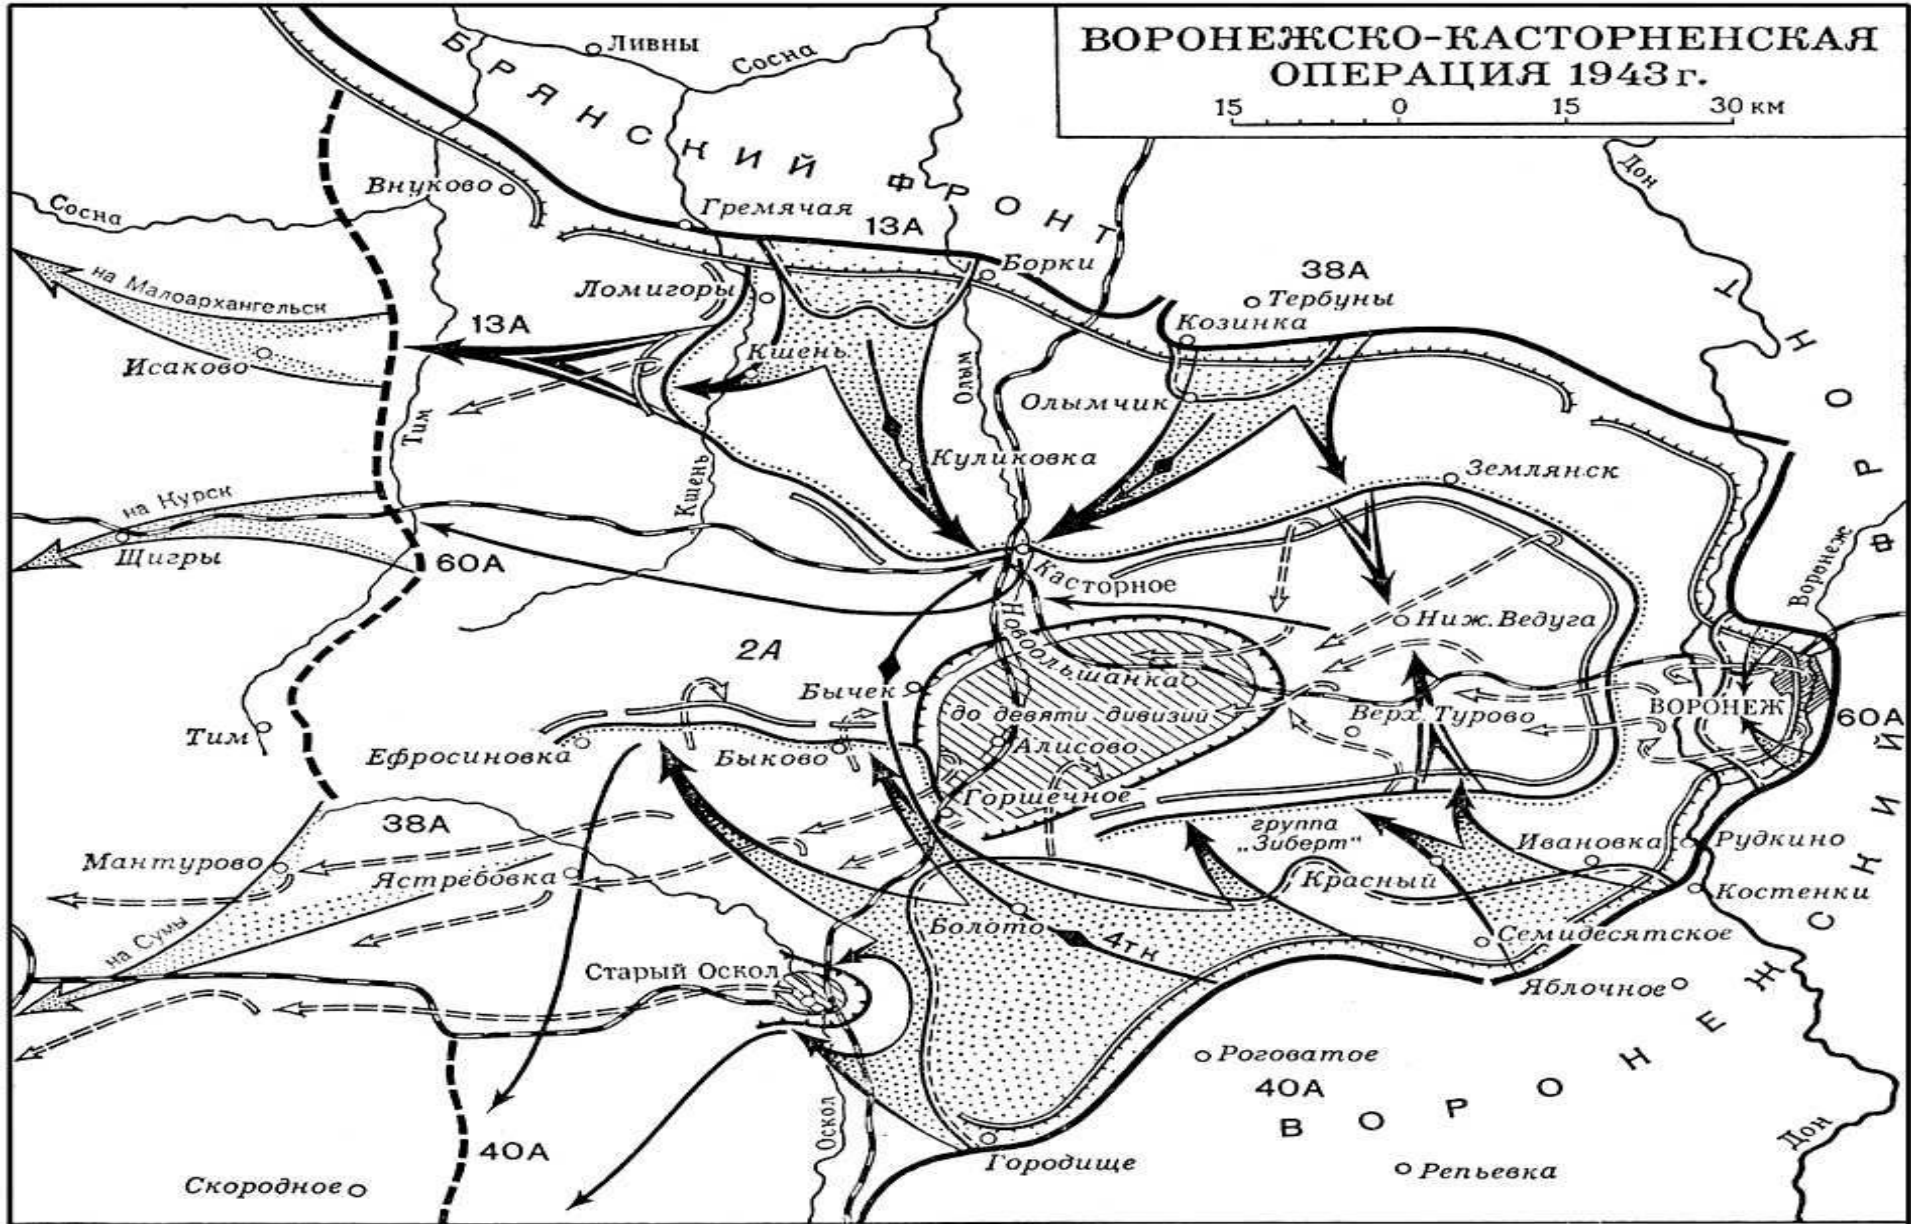 ВОРОНЕЖСКО-КАСТОРНЕНСКАЯ
ОПЕРАЦИЯ 1943 г.
15 0 15 30 км
БРЯНСКИЙ ФРОНТ
Ливны
Сосна
Дон
Внуково
Сосна
Гремячая
13А
Борки
38А
Тербуны
Ломигоры
Козинка
на Малоархангельск
13А
Исаково
Кшень
Олым
Олымчик
Тим
Куликовка
Землянск
Кшень
на Курск
Щигры
60А
Касторное
Воронеж
Ниж. Ведуга
2А
Новоольшанка
Бычек
до девяти дивизий
Верх. Турово
ВОРОНЕЖ
60А
Тим
Ефросиновка
Быково
Алисово
Горшечное
38А
группа
„Зиберт“
Ивановка
Рудкино
Мантурово
Ястребовка
Красный
Костенки
на Сумы
Болото
4тк
Семидесятское
Старый Оскол
Яблочное
Роговатое
40А
ВОРОНЕЖСКИЙ ФРОНТ
Оскол
40А
Городище
Дон
Репьевка
Скородное